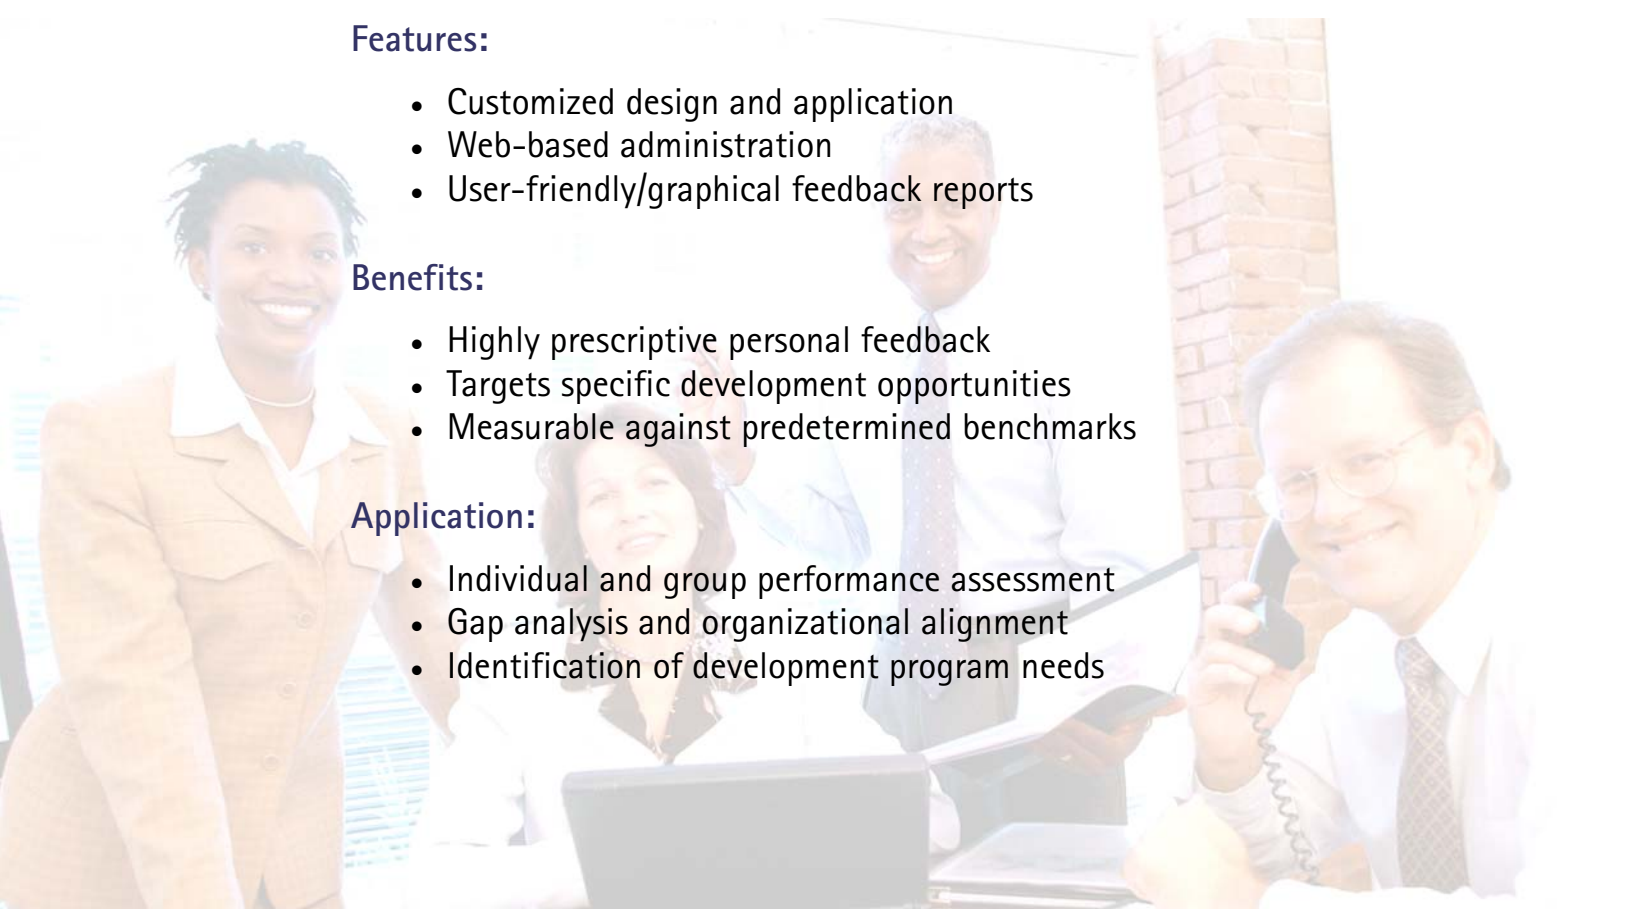 Features:
• Customized design and application
• Web-based administration
• User-friendly/graphical feedback reports
Benefits:
• Highly prescriptive personal feedback
• Targets specific development opportunities
• Measurable against predetermined benchmarks
Application:
• Individual and group performance assessment
• Gap analysis and organizational alignment
• Identification of development program needs